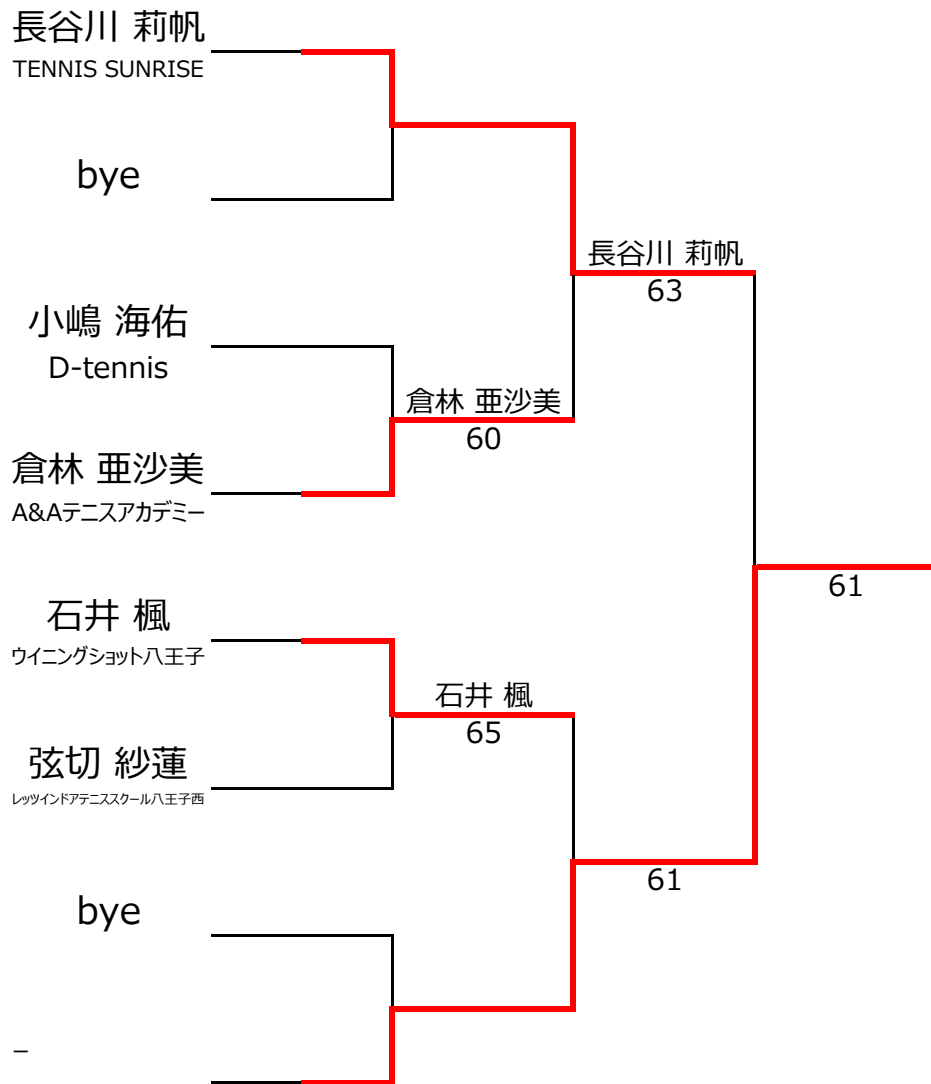 長谷川 莉帆
TENNIS SUNRISE
bye
長谷川 莉帆
63
小嶋 海佑
D-tennis
倉林 亜沙美
60
倉林 亜沙美
A&Aテニスアカデミー
61
石井 楓
ウイニングショット八王子
石井 楓
65
弦切 紗蓮
レッツインドアテニススクール八王子西
61
bye
–